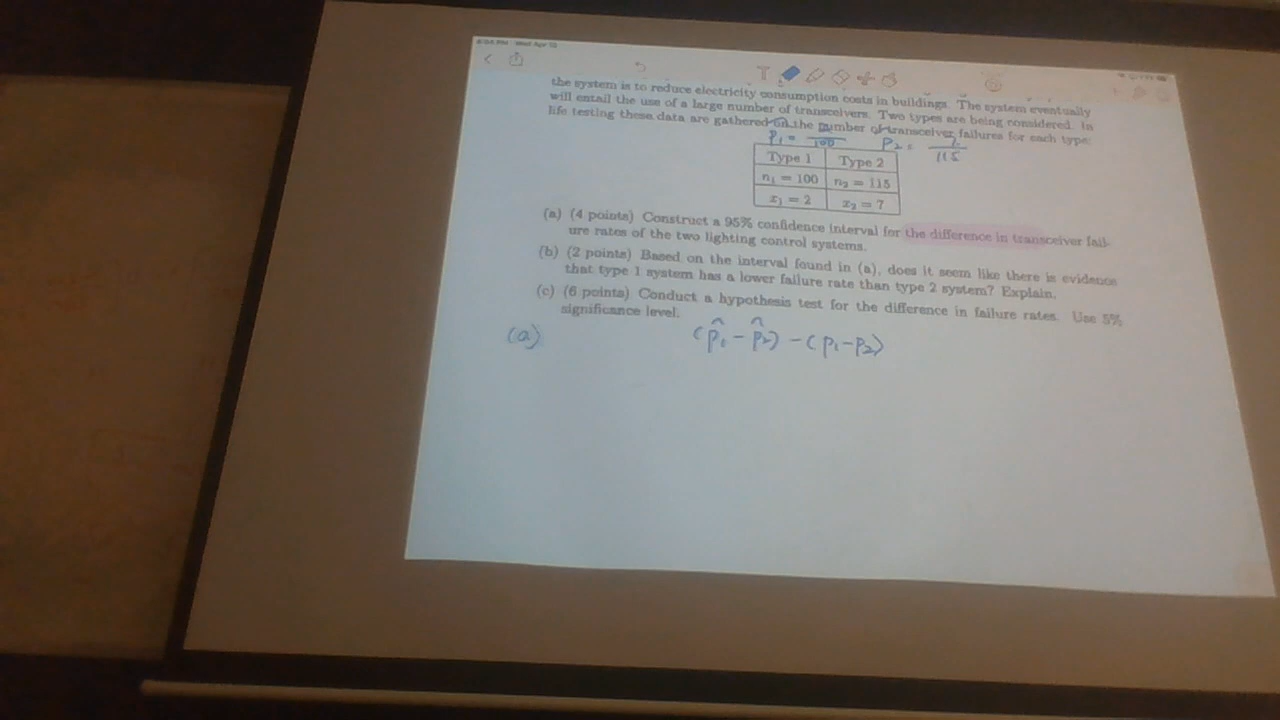 the system is to reduce electricity consumption costs in buildings. The system eventually
will entail the use of a large number of transceivers. Two types are being considered. In
life testing these data are gathered on the number of transceiver failures for each type:
p₁ = /100 p₂ = 7/115
Type 1 Type 2
n₁ = 100 n₂ = 115
x₁ = 2 x₂ = 7
(a) (4 points) Construct a 95% confidence interval for the difference in transceiver fail-
ure rates of the two lighting control systems.
(b) (2 points) Based on the interval found in (a), does it seem like there is evidence
that type 1 system has a lower failure rate than type 2 system? Explain.
(c) (6 points) Conduct a hypothesis test for the difference in failure rates. Use 5%
significance level.
(a) (p̂₁ - p̂₂) - (p₁-p₂)